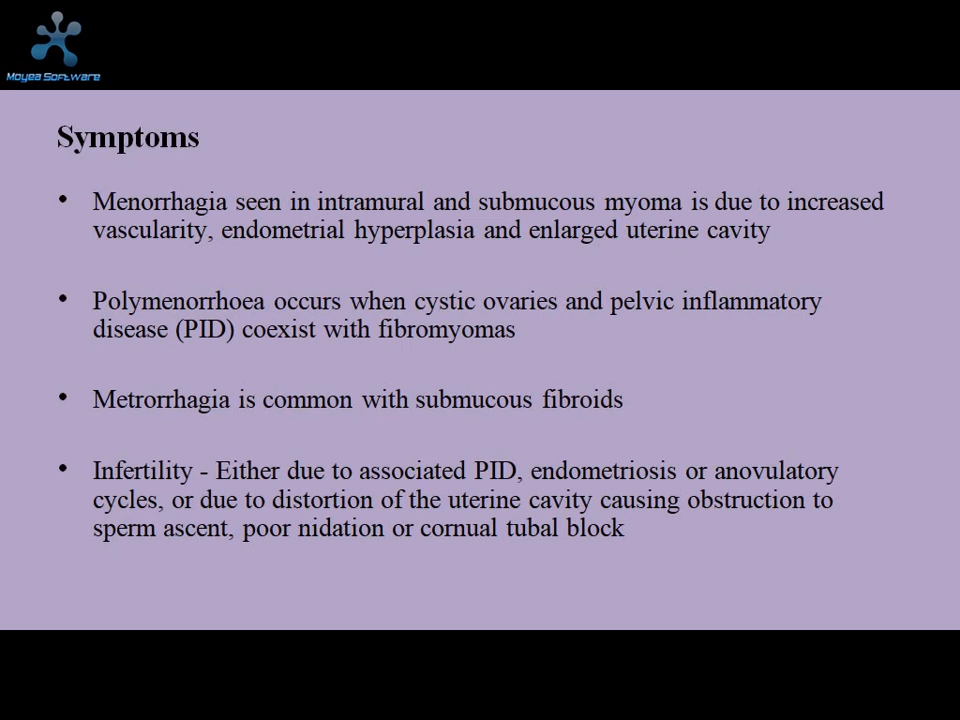 Moyea Software
Symptoms
• Menorrhagia seen in intramural and submucous myoma is due to increased
vascularity, endometrial hyperplasia and enlarged uterine cavity
• Polymenorrhoea occurs when cystic ovaries and pelvic inflammatory
disease (PID) coexist with fibromyomas
• Metrorrhagia is common with submucous fibroids
• Infertility - Either due to associated PID, endometriosis or anovulatory
cycles, or due to distortion of the uterine cavity causing obstruction to
sperm ascent, poor nidation or cornual tubal block